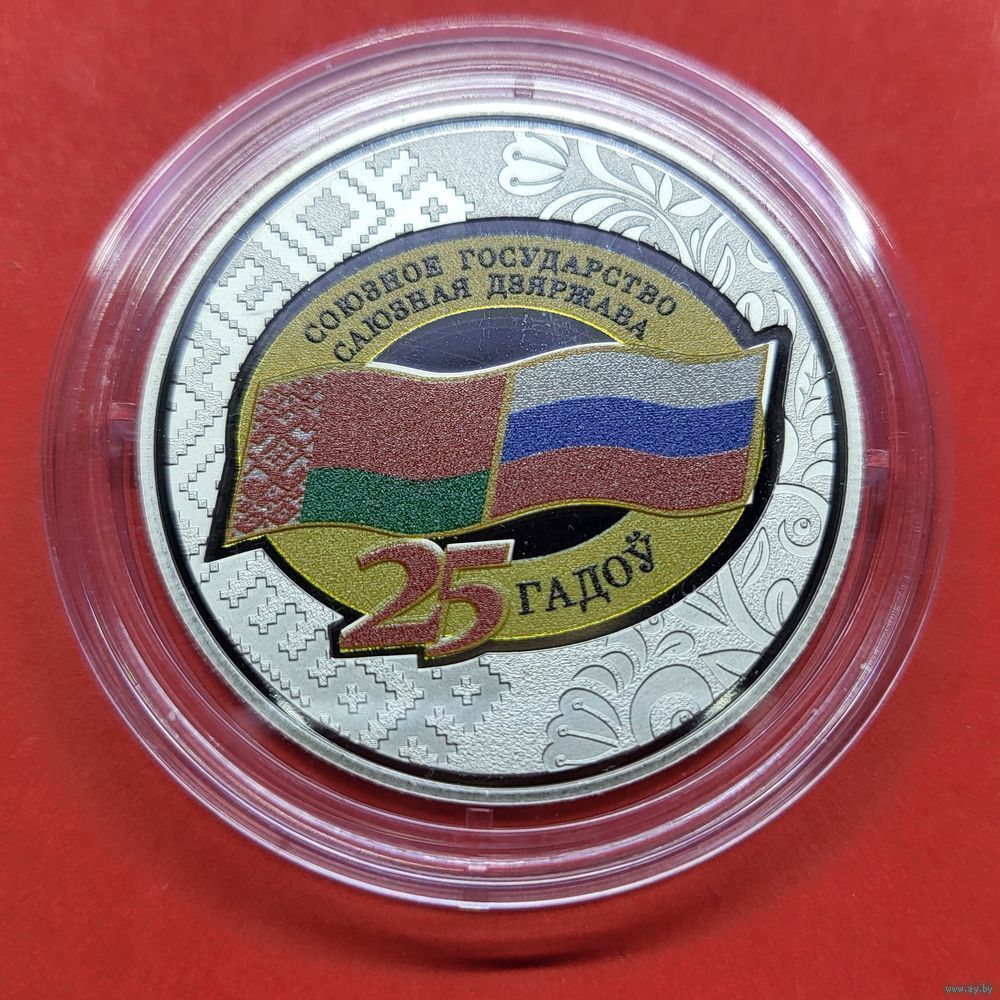 СОЮЗНОЕ ГОСУДАРСТВО
САЮЗНАЯ ДЗЯРЖАВА
25 ГАДОЎ
www.ay.by